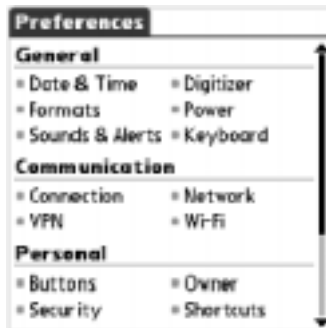 Preferences
General
Date & Time Digitizer
Formats Power
Sounds & Alerts Keyboard
Communication
Connection Network
VPN Wi-Fi
Personal
Buttons Owner
Security Shortcuts